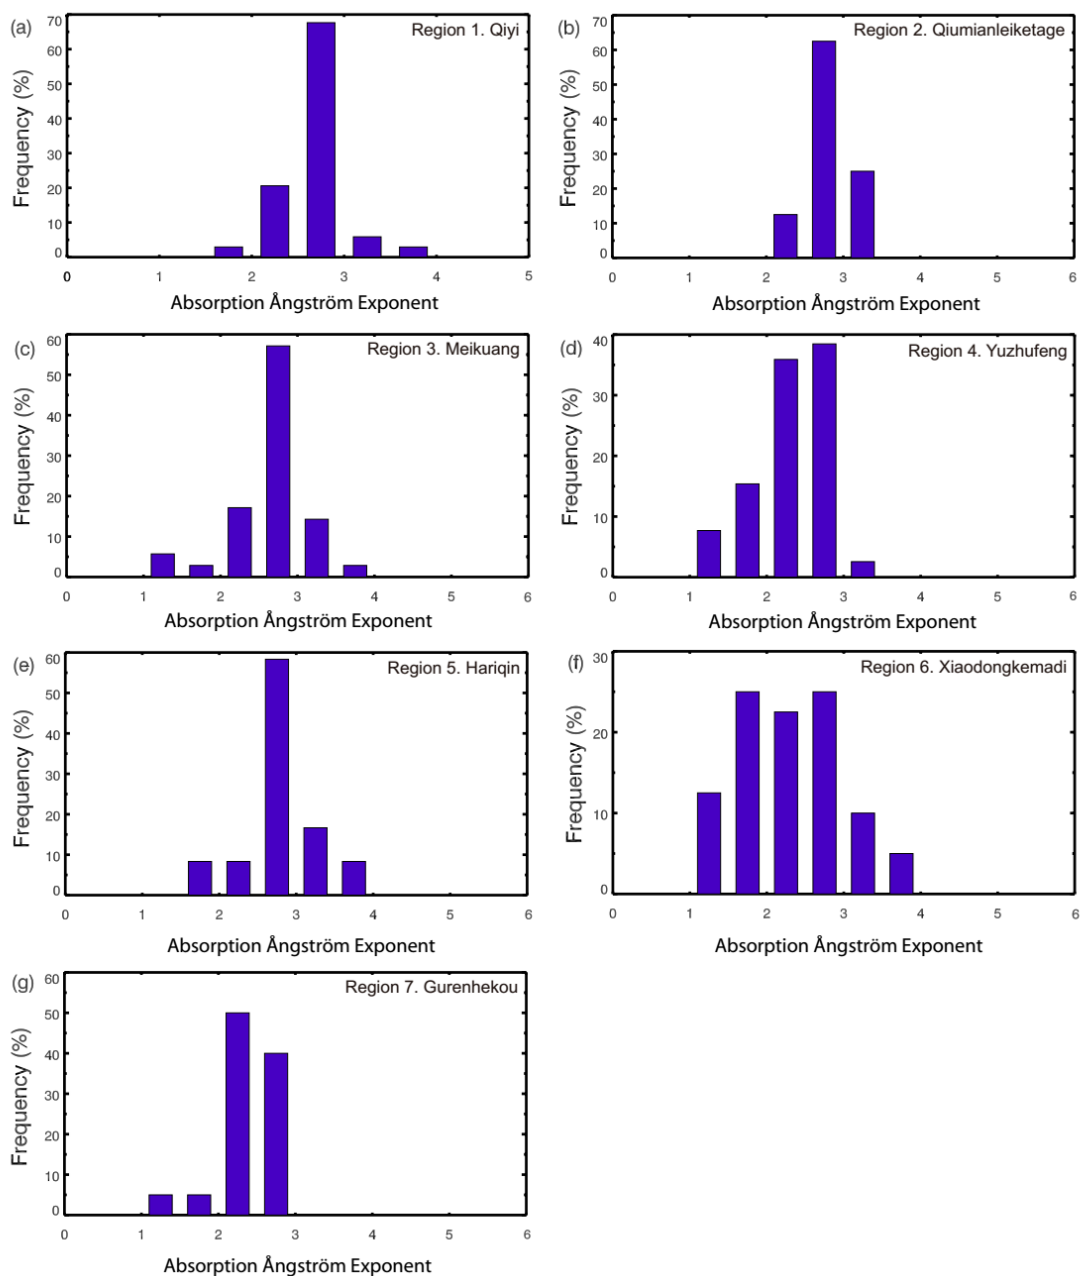 (a)
Region 1. Qiyi
Frequency (%)
70
60
50
40
30
20
10
0
0 1 2 3 4 5
Absorption Ångström Exponent
(b)
Region 2. Qiumianleiketage
Frequency (%)
70
60
50
40
30
20
10
0
0 1 2 3 4 5 6
Absorption Ångström Exponent
(c)
Region 3. Meikuang
Frequency (%)
60
50
40
30
20
10
0
0 1 2 3 4 5 6
Absorption Ångström Exponent
(d)
Region 4. Yuzhufeng
Frequency (%)
40
30
20
10
0
0 1 2 3 4 5 6
Absorption Ångström Exponent
(e)
Region 5. Hariqin
Frequency (%)
60
50
40
30
20
10
0
0 1 2 3 4 5 6
Absorption Ångström Exponent
(f)
Region 6. Xiaodongkemadi
Frequency (%)
30
20
10
0
0 1 2 3 4 5 6
Absorption Ångström Exponent
(g)
Region 7. Gurenhekou
Frequency (%)
60
50
40
30
20
10
0
0 1 2 3 4 5 6
Absorption Ångström Exponent